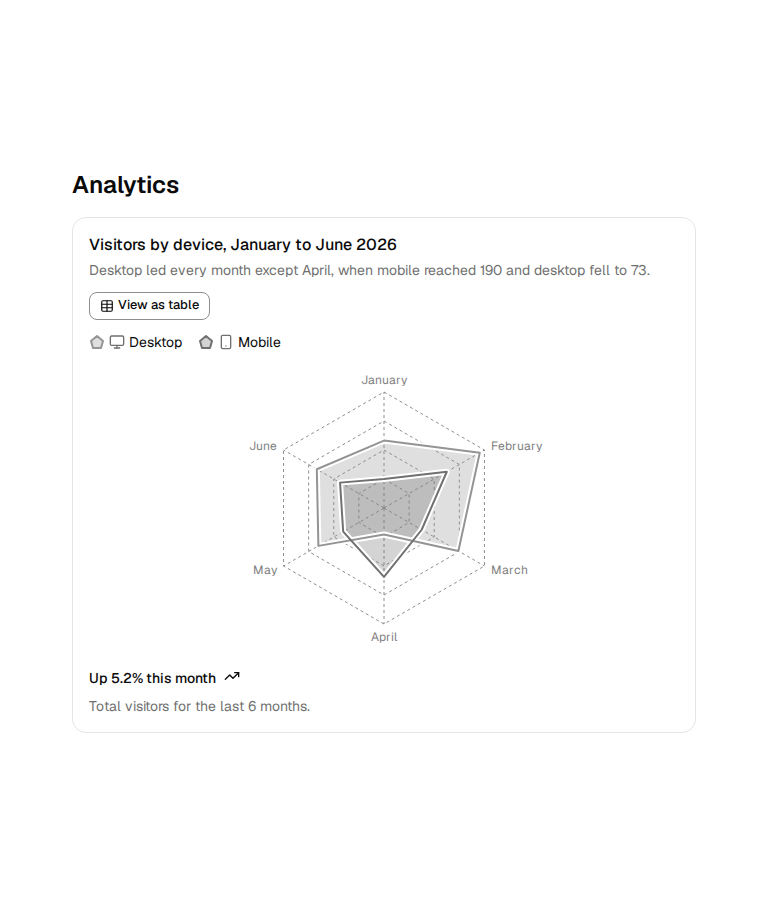 Analytics
Visitors by device, January to June 2026
Desktop led every month except April, when mobile reached 190 and desktop fell to 73.
View as table
Desktop Mobile
January
June February
May March
April
Up 5.2% this month
Total visitors for the last 6 months.